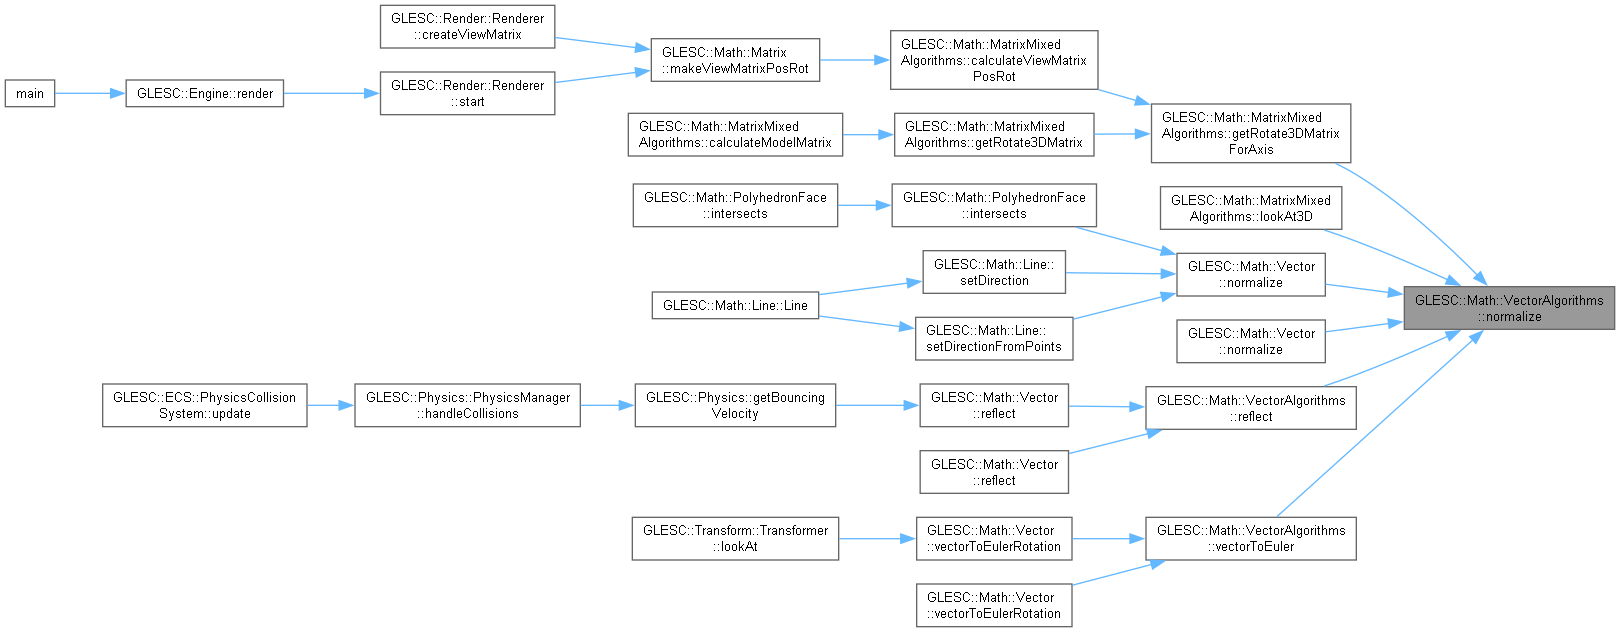 GLESC::Render::Renderer
::createViewMatrix
GLESC::Math::Matrix
::makeViewMatrixPosRot
GLESC::Math::MatrixMixed
Algorithms::calculateViewMatrix
PosRot
main
GLESC::Engine::render
GLESC::Render::Renderer
::start
GLESC::Math::MatrixMixed
Algorithms::calculateModelMatrix
GLESC::Math::MatrixMixed
Algorithms::getRotate3DMatrix
GLESC::Math::MatrixMixed
Algorithms::getRotate3DMatrix
ForAxis
GLESC::Math::PolyhedronFace
::intersects
GLESC::Math::PolyhedronFace
::intersects
GLESC::Math::MatrixMixed
Algorithms::lookAt3D
GLESC::Math::Line::
setDirection
GLESC::Math::Vector
::normalize
GLESC::Math::Line::Line
GLESC::Math::VectorAlgorithms
::normalize
GLESC::Math::Line::
setDirectionFromPoints
GLESC::Math::Vector
::normalize
GLESC::ECS::PhysicsCollision
System::update
GLESC::Physics::PhysicsManager
::handleCollisions
GLESC::Physics::getBouncing
Velocity
GLESC::Math::Vector
::reflect
GLESC::Math::VectorAlgorithms
::reflect
GLESC::Math::Vector
::reflect
GLESC::Transform::Transformer
::lookAt
GLESC::Math::Vector
::vectorToEulerRotation
GLESC::Math::VectorAlgorithms
::vectorToEuler
GLESC::Math::Vector
::vectorToEulerRotation